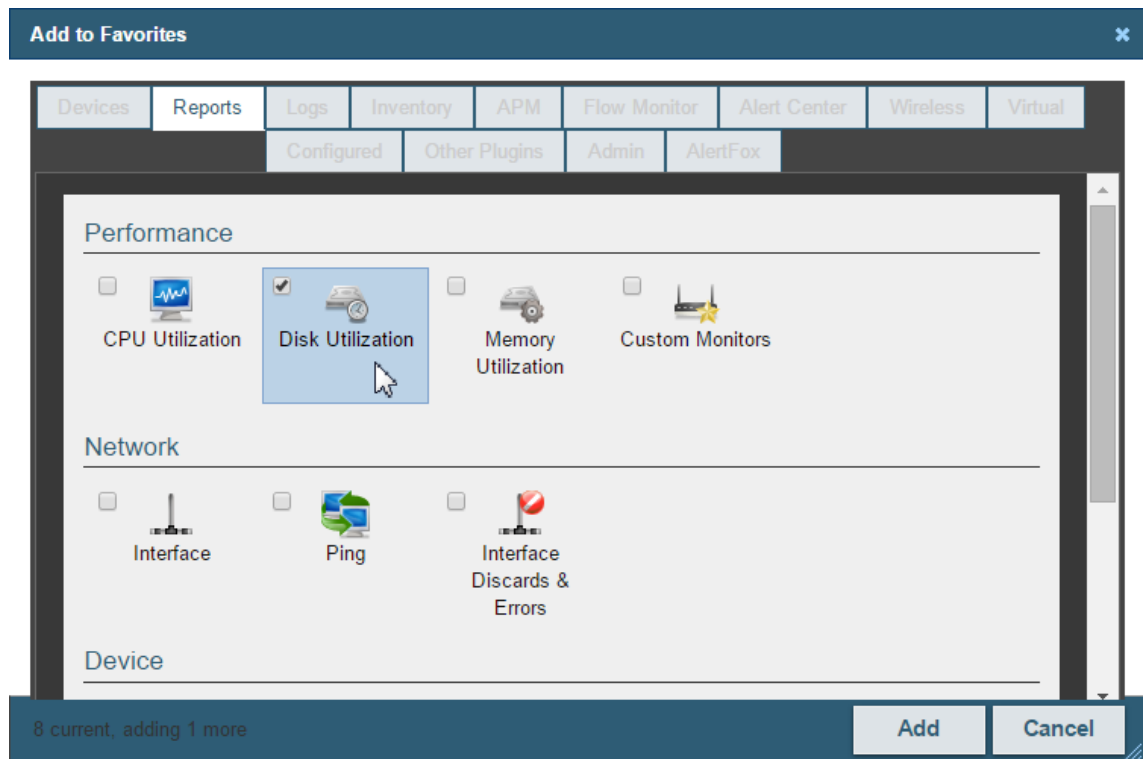 Add to Favorites
Devices Reports Logs Inventory APM Flow Monitor Alert Center Wireless Virtual
Configured Other Plugins Admin AlertFox
Performance
CPU Utilization Disk Utilization Memory Utilization Custom Monitors
Network
Interface Ping Interface Discards & Errors
Device
8 current, adding 1 more
Add Cancel